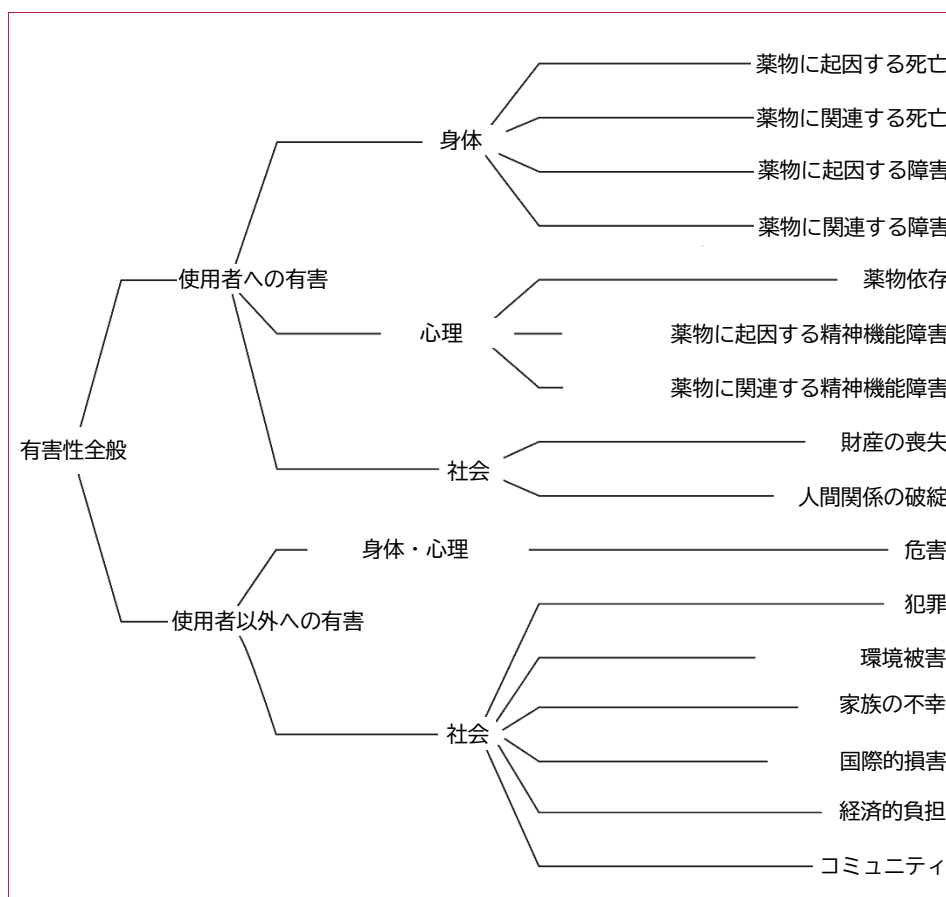 薬物に起因する死亡
薬物に関連する死亡
身体
薬物に起因する障害
薬物に関連する障害
使用者への有害
薬物依存
心理
薬物に起因する精神機能障害
薬物に関連する精神機能障害
有害性全般
財産の喪失
社会
人間関係の破綻
身体・心理
危害
犯罪
使用者以外への有害
環境被害
家族の不幸
社会
国際的損害
経済的負担
コミュニティ